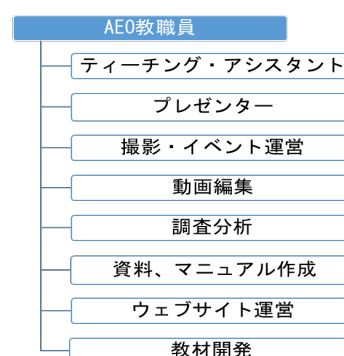 AEO教職員
ティーチング・アシスタント
プレゼンター
撮影・イベント運営
動画編集
調査分析
資料、マニュアル作成
ウェブサイト運営
教材開発